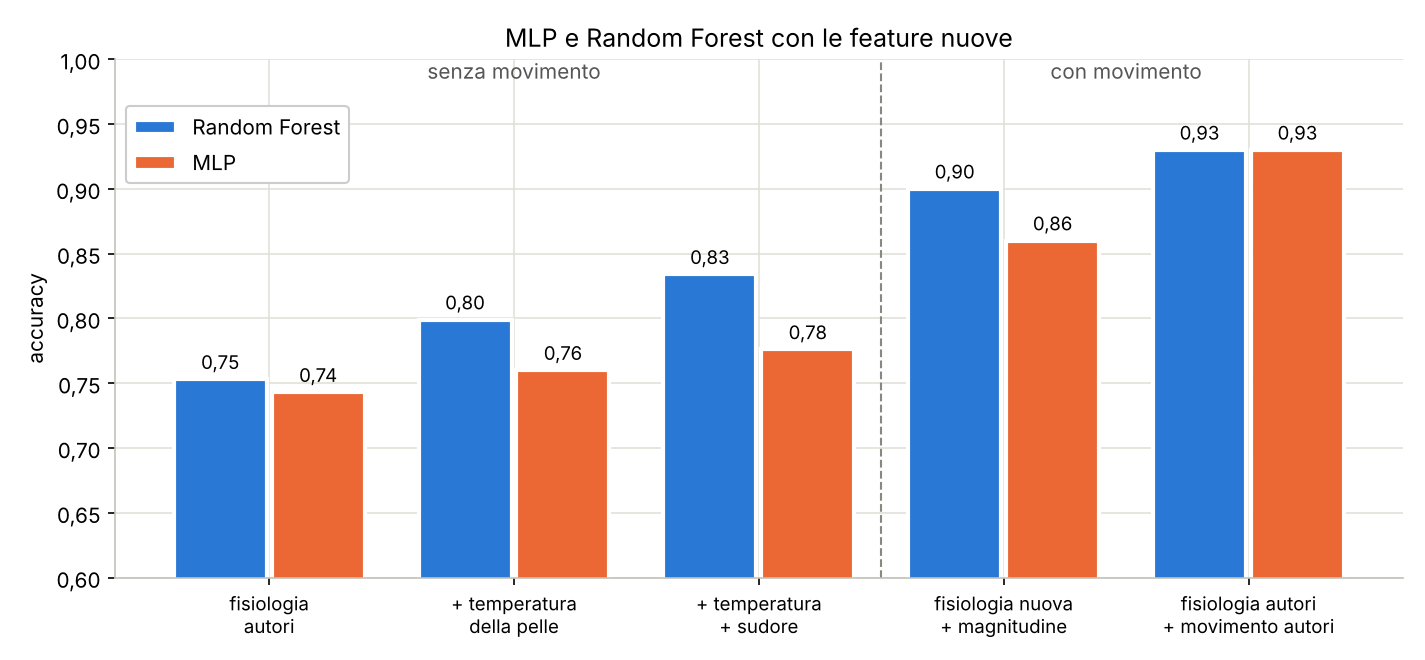 MLP e Random Forest con le feature nuove
senza movimento
con movimento
Random Forest
MLP
accuracy
1,00
0,95
0,90
0,85
0,80
0,75
0,70
0,65
0,60
0,75
0,74
0,80
0,76
0,83
0,78
0,90
0,86
0,93
0,93
fisiologia
autori
+ temperatura
della pelle
+ temperatura
+ sudore
fisiologia nuova
+ magnitudine
fisiologia autori
+ movimento autori